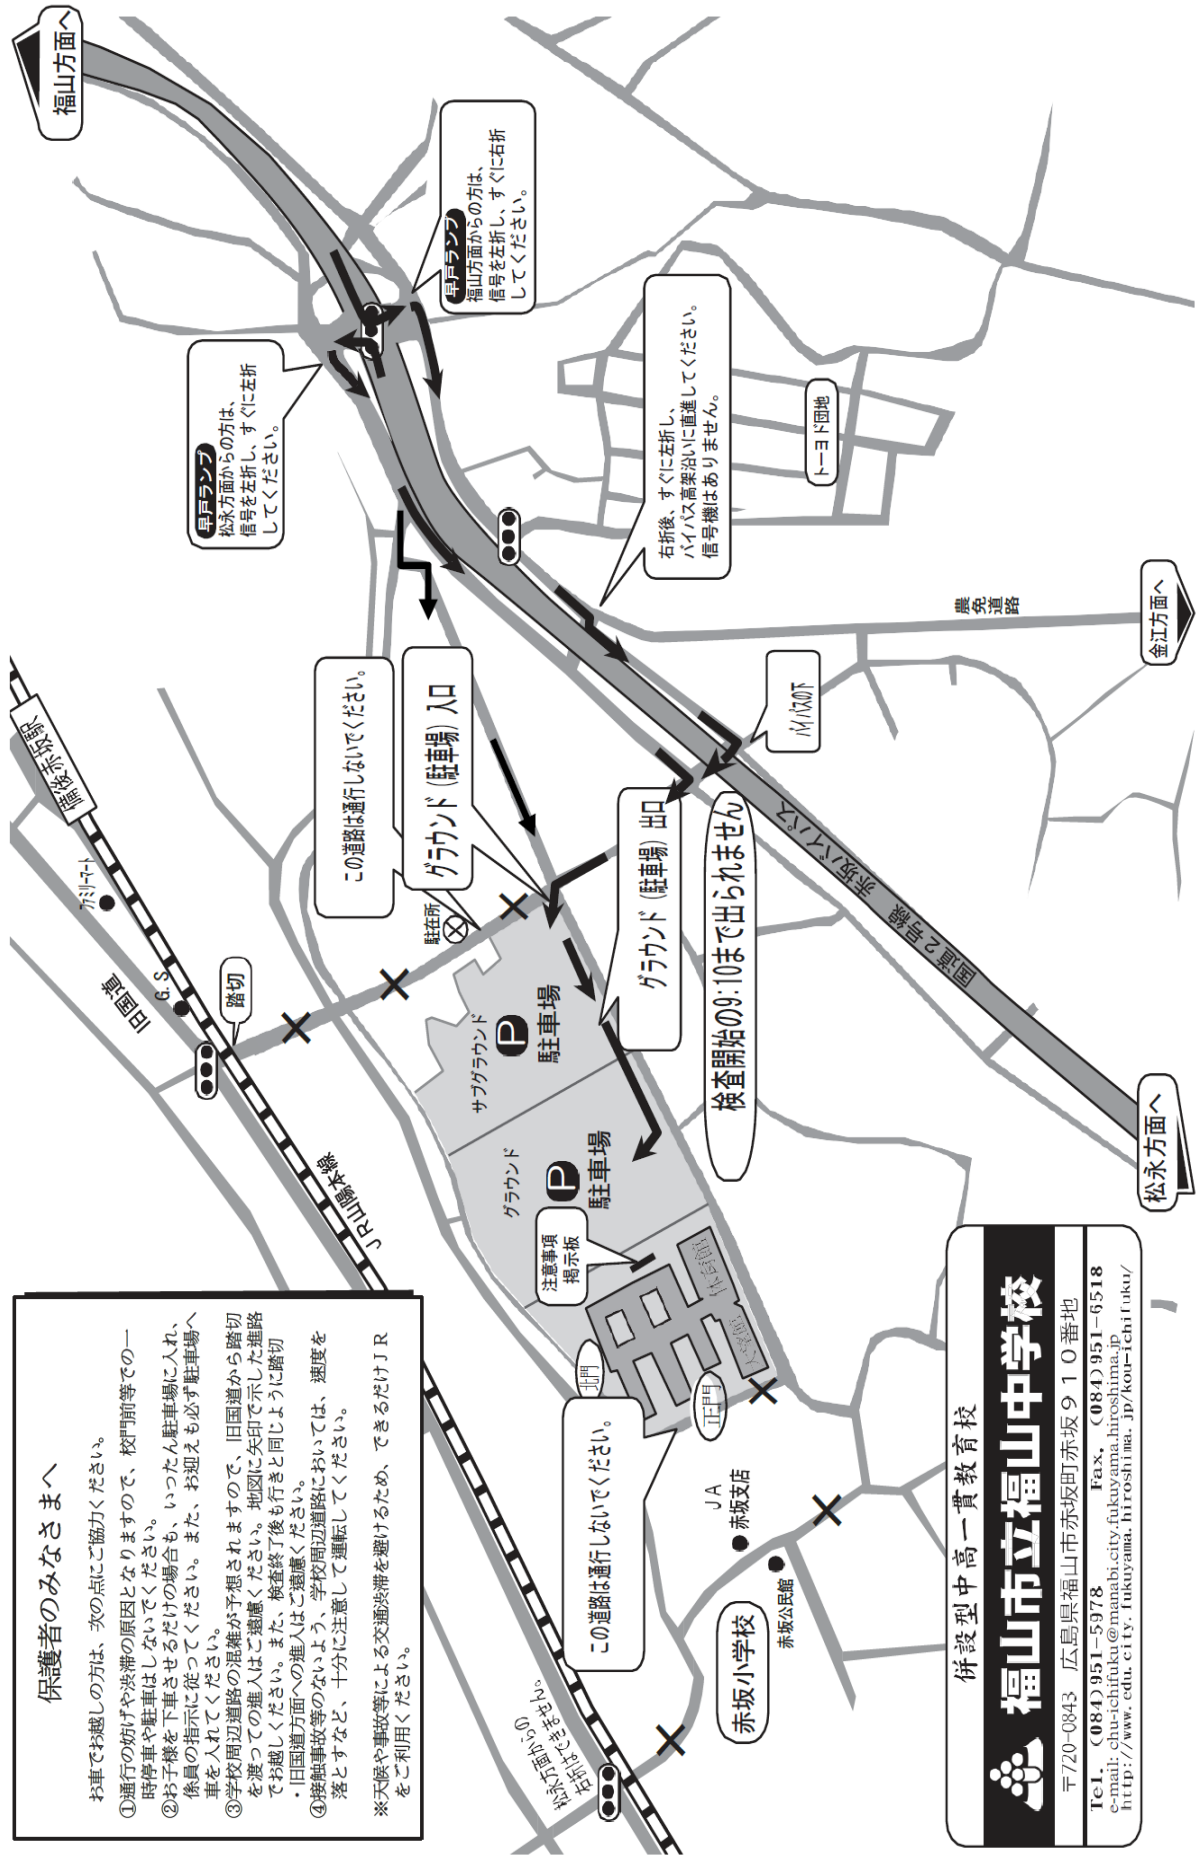 保護者のみなさまへ
お車でお越しの方は、次の点にご協力ください。
①通行の妨げや渋滞の原因となりますので、校門前等での一
時停車や駐車はしないでください。
②お子様を下車させるだけの場合も、いったん駐車場に入れ、
係員の指示に従ってください。また、お迎えも必ず駐車場へ
車を入れてください。
③学校周辺道路の混雑が予想されますので、旧国道から踏切
を渡っての進入はご遠慮ください。地図に矢印で示した進路
でお越しください。また、検査終了後も行きと同じように踏切
・旧国道方面への進入はご遠慮ください。
④接触事故等のないよう、学校周辺道路においては、速度を
落とすなど、十分に注意して運転してください。
※天候や事故等による交通渋滞を避けるため、できるだけJR
をご利用ください。
備後赤坂駅
ファミリーマート
旧国道
G.S.
踏切
JR山陽本線
松永方面からの
右折はできません。
福山方面へ
早戸ランプ
松永方面からの方は、
信号を左折し、すぐに左折
してください。
早戸ランプ
福山方面からの方は、
信号を左折し、すぐに右折
してください。
この道路は通行しないでください。
グラウンド(駐車場)入口
駐在所
サブグラウンド
P
駐車場
グラウンド
P
駐車場
注意事項
掲示板
北門
正門
体育館
この道路は通行しないでください。
グラウンド(駐車場)出口
検査開始の9:10まで出られません
右折後、すぐに左折し、
バイパス高架沿いに直進してください。
信号機はありません。
トーヨド団地
農免
道路
金江方面へ
バイパスの下
国道2号線 赤坂バイパス
松永方面へ
JA
赤坂支店
赤坂公民館
赤坂小学校
併設型中高一貫教育校
福山市立福山中学校
〒720-0843 広島県福山市赤坂町赤坂910番地
Tel. (084)951-5978 Fax. (084)951-6518
e-mail: chu-ichifuku@manabi.city.fukuyama.hiroshima.jp
http://www.edu.city.fukuyama.hiroshima.jp/kou-ichifuku/